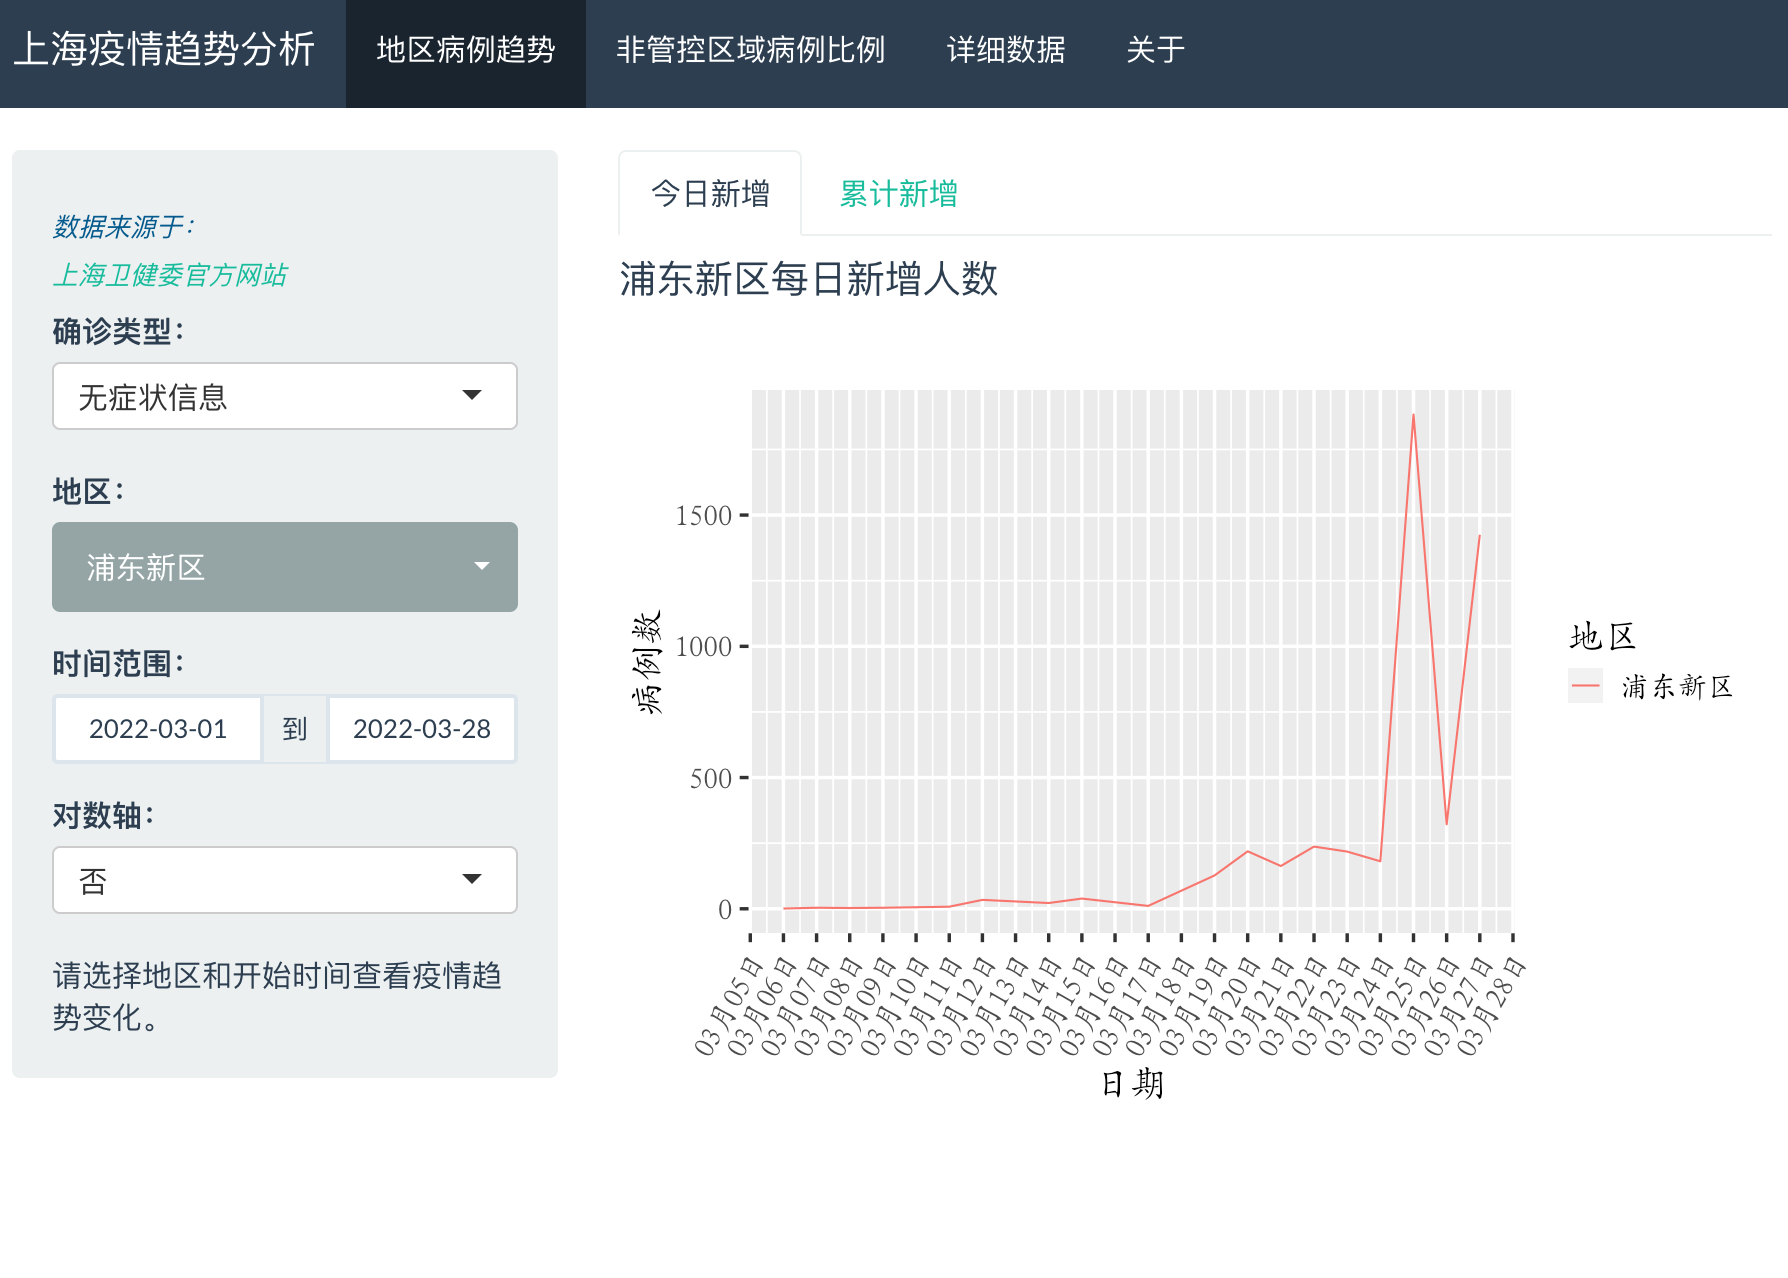 上海疫情趋势分析
地区病例趋势
非管控区域病例比例
详细数据
关于
数据来源于：
上海卫健委官方网站
确诊类型：
无症状信息
地区：
浦东新区
时间范围：
2022-03-01 到 2022-03-28
对数轴：
否
请选择地区和开始时间查看疫情趋
势变化。
今日新增
累计新增
浦东新区每日新增人数
病例数
1500
1000
500
0
03月05日
03月06日
03月07日
03月08日
03月09日
03月10日
03月11日
03月12日
03月13日
03月14日
03月15日
03月16日
03月17日
03月18日
03月19日
03月20日
03月21日
03月22日
03月23日
03月24日
03月25日
03月26日
03月27日
03月28日
日期
地区
浦东新区